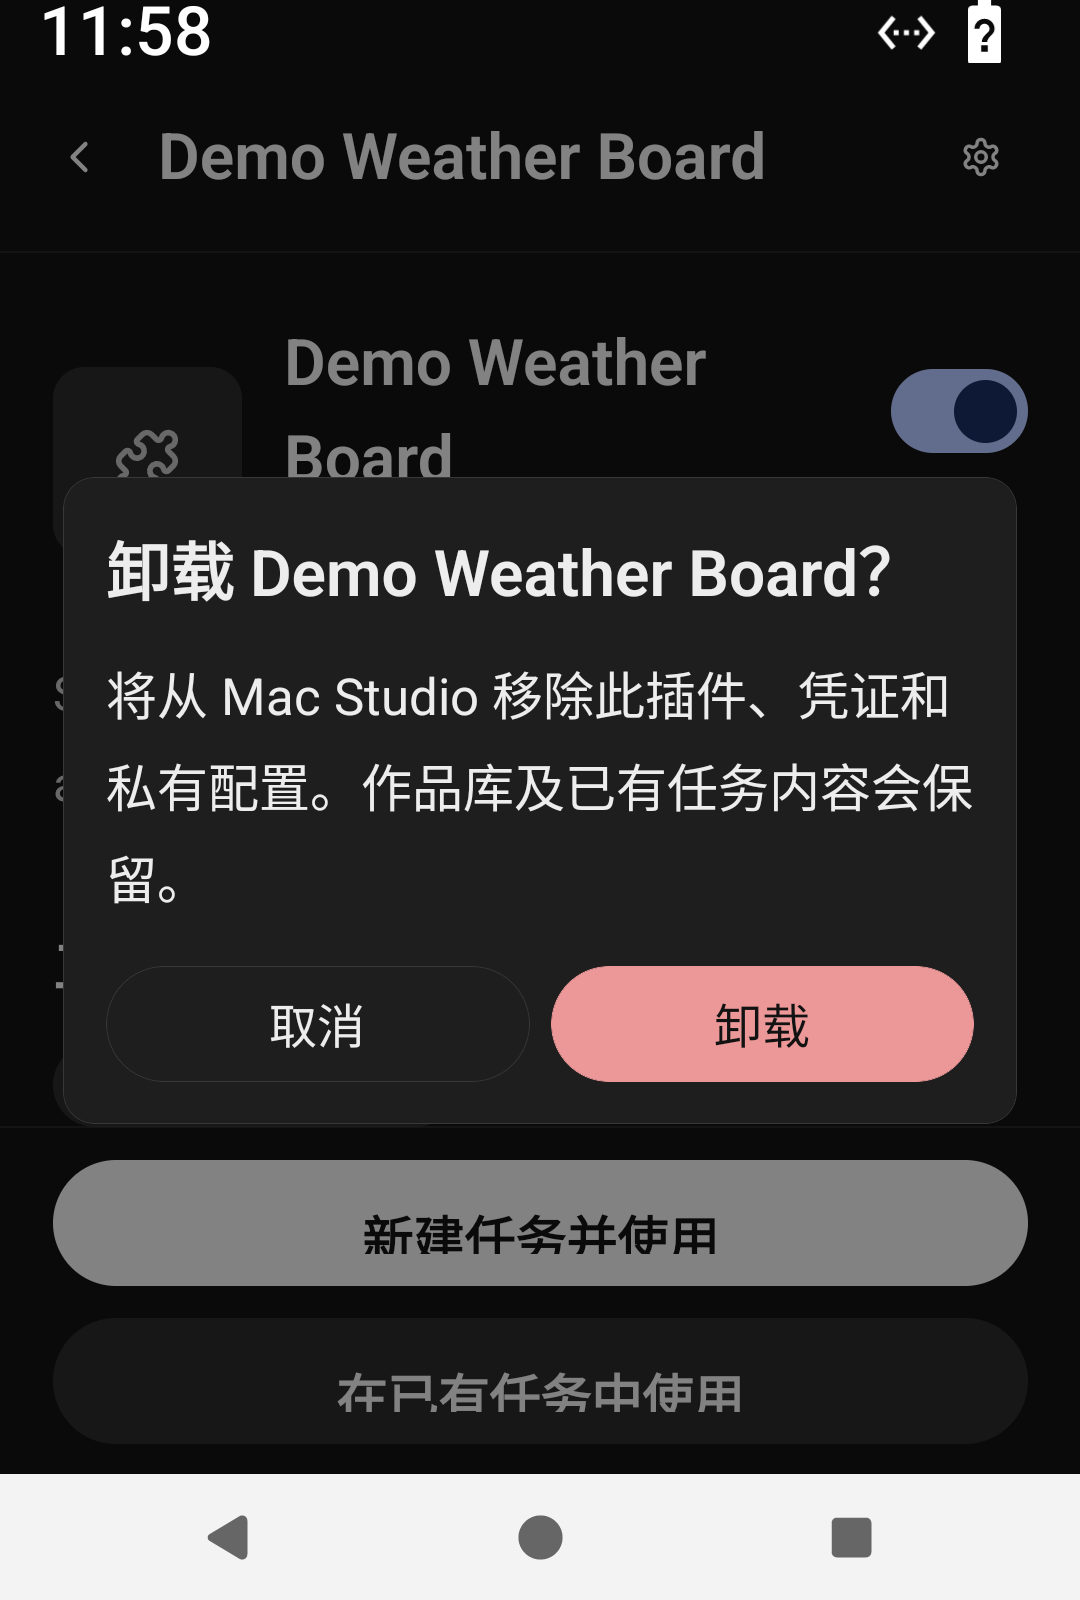 11:58
Demo Weather Board
Demo Weather
Board
卸载 Demo Weather Board?
将从 Mac Studio 移除此插件、凭证和
私有配置。作品库及已有任务内容会保
留。
取消
卸载
新建任务并使用
在已有任务中使用